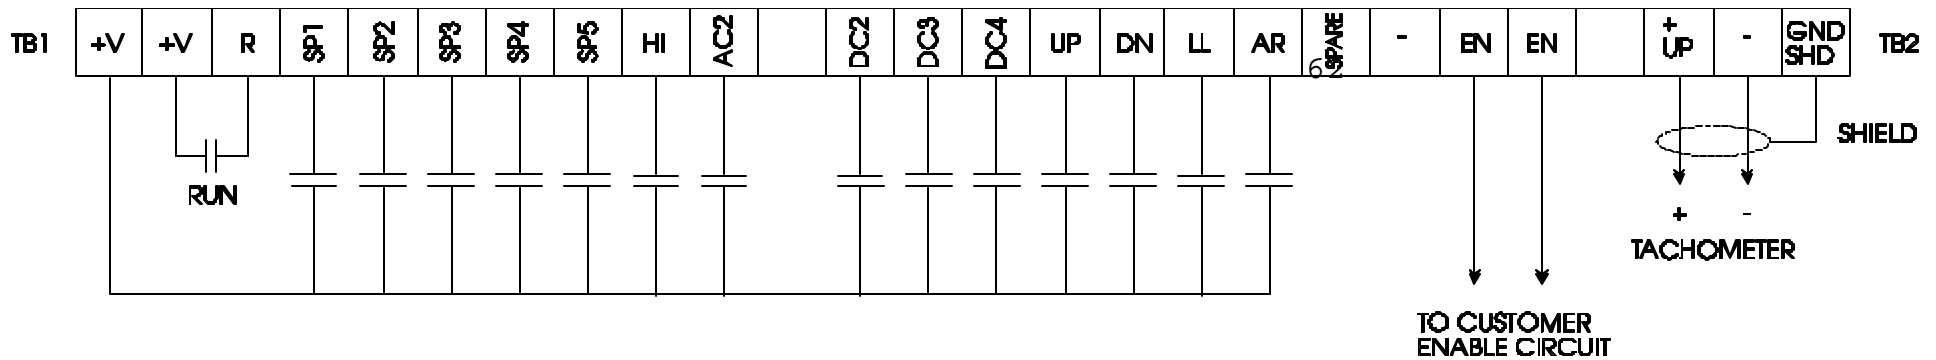 TB1 +V +V R SP1 SP2 SP3 SP4 SP5 HI AC2 DC2 DC3 DC4 UP DN LL AR SPARE - EN EN + UP - GND SHD TB2
62
SHIELD
RUN
+ -
TACHOMETER
TO CUSTOMER
ENABLE CIRCUIT